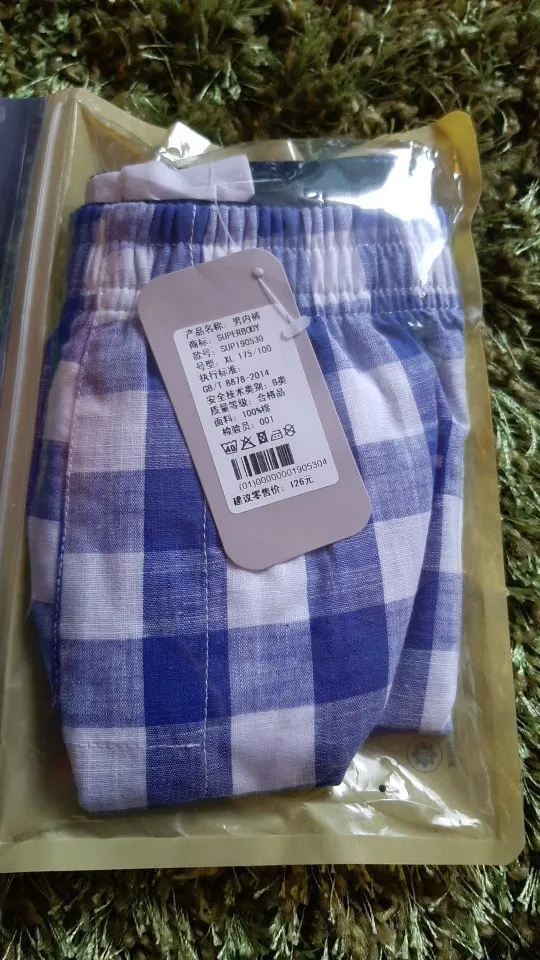 产品名称: 男内裤
商标: SUPERBODY
款号: SUP190530
号型: XL 175/100
执行标准:
GB/T 8878-2014
安全技术类别: B类
质量等级: 合格品
面料: 100%棉
检验员: 001
40
(01)00000001905304
建议零售价: 126元